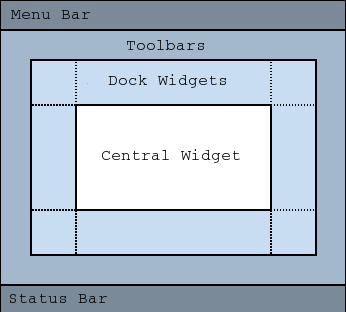 Menu Bar
Toolbars
Dock Widgets
Central Widget
Status Bar